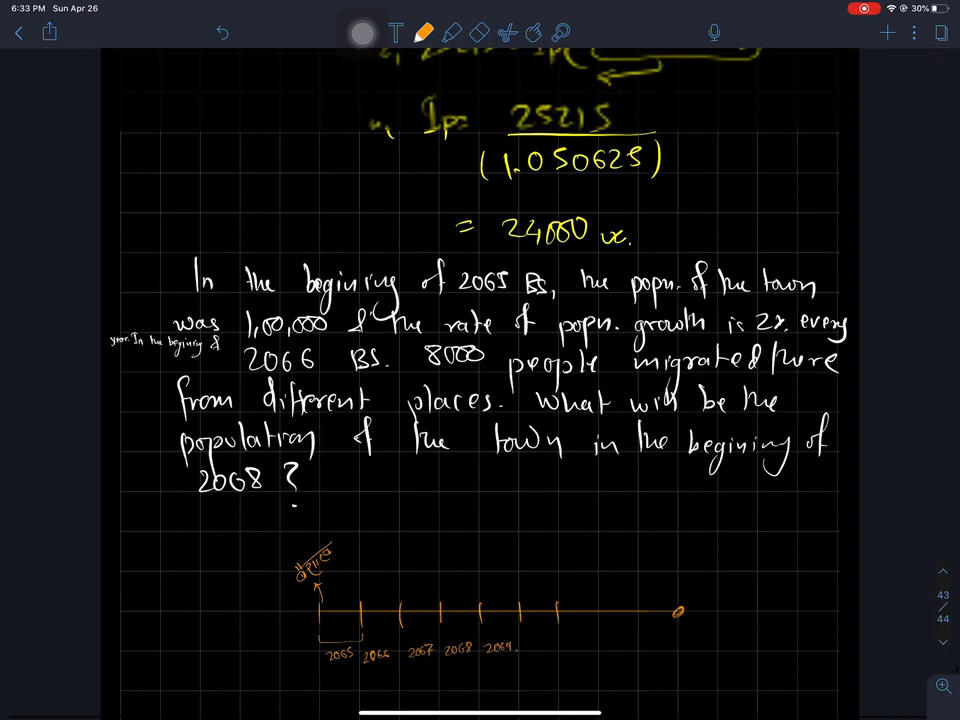 6:33 PM Sun Apr 26
30%
T
Ip= 25215
(1.050625)
= 24000
In the begining of 2065 BS, the popn. of the town
was 1,00,000 & the rate of popn. growth is 2% every
year. In the begining of
2066 BS. 8000 people migrated there
from different places. What will be the
population of the town in the begining of
2068 ?
2065 2066 2067 2068 2069.
43
/
44